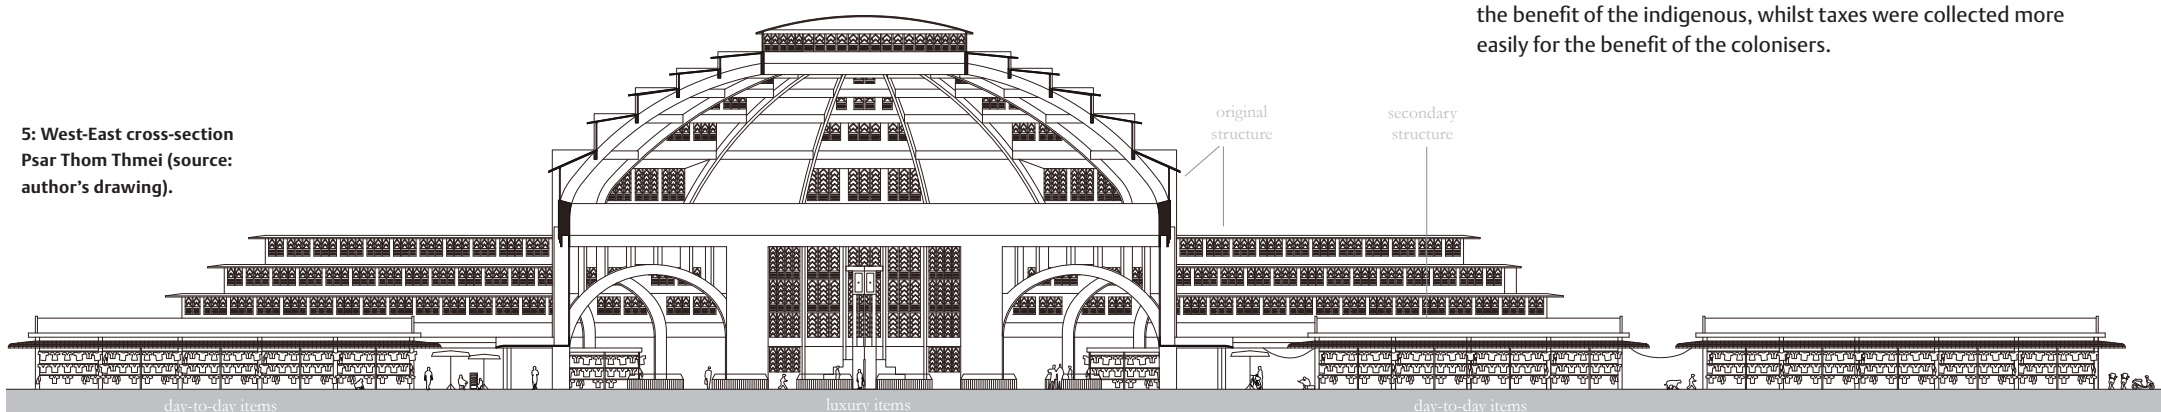 the benefit of the indigenous, whilst taxes were collected more
easily for the benefit of the colonisers.
5: West-East cross-section
Psar Thom Thmei (source:
author’s drawing).
original
structure
secondary
structure
day-to-day items
luxury items
day-to-day items